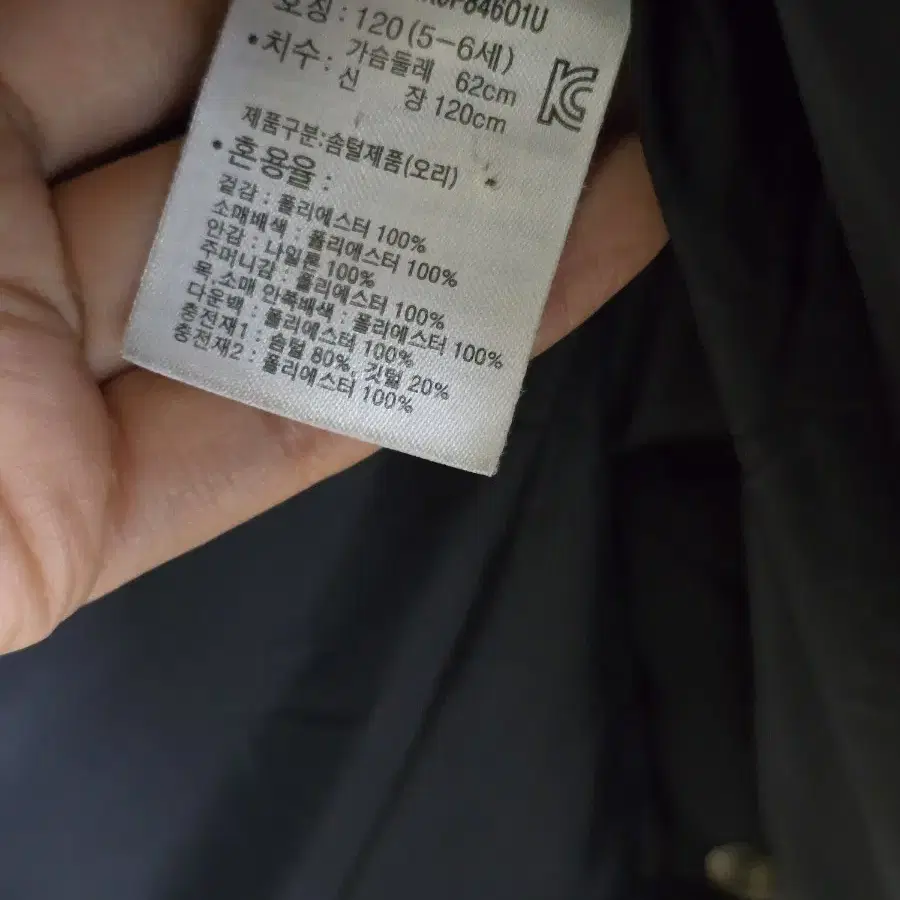 84601U
호칭 : 120 (5-6세)
• 치수 : 가슴둘레 62cm
신 장 120cm
제품구분:솜털제품(오리)
• 혼용율 :
겉감 : 폴리에스터 100%
소매배색 : 폴리에스터 100%
안감 : 나일론 100%
주머니감 : 폴리에스터 100%
목 소매 안쪽배색 : 폴리에스터 100%
다운백 : 폴리에스터 100%
충전재1 : 솜털 80%, 깃털 20%
충전재2 : 폴리에스터 100%